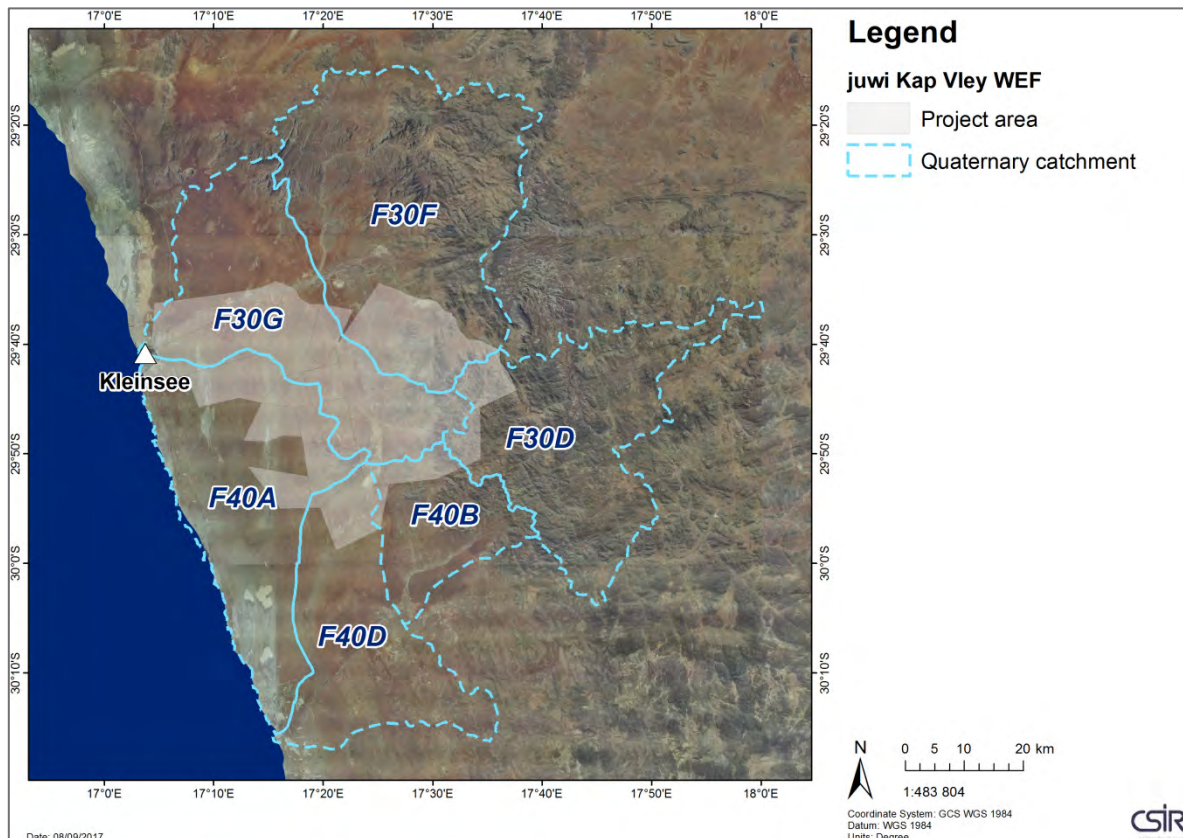 17°0'E
17°10'E
17°20'E
17°30'E
17°40'E
17°50'E
18°0'E
29°20'S
29°20'S
29°30'S
29°30'S
29°40'S
29°40'S
29°50'S
29°50'S
30°0'S
30°0'S
30°10'S
30°10'S
F30F
F30G
Kleinsee
F30D
F40A
F40B
F40D
17°0'E
17°10'E
17°20'E
17°30'E
17°40'E
17°50'E
18°0'E
Date: 08/09/2017
Legend
juwi Kap Vley WEF
Project area
Quaternary catchment
N
0 5 10 20 km
1:483 804
Coordinate System: GCS WGS 1984
Datum: WGS 1984
Units: Degree
CSIR